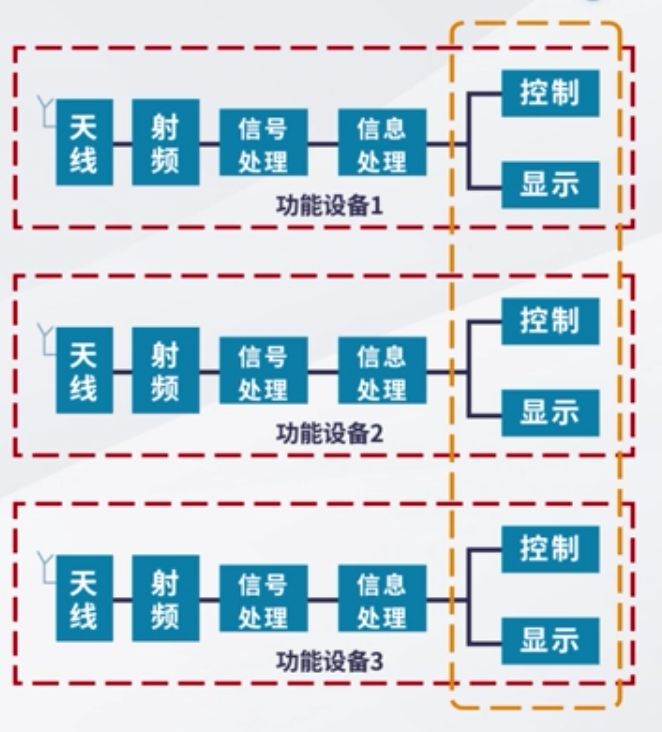 天线
射频
信号处理
信息处理
控制
显示
功能设备1
天线
射频
信号处理
信息处理
控制
显示
功能设备2
天线
射频
信号处理
信息处理
控制
显示
功能设备3